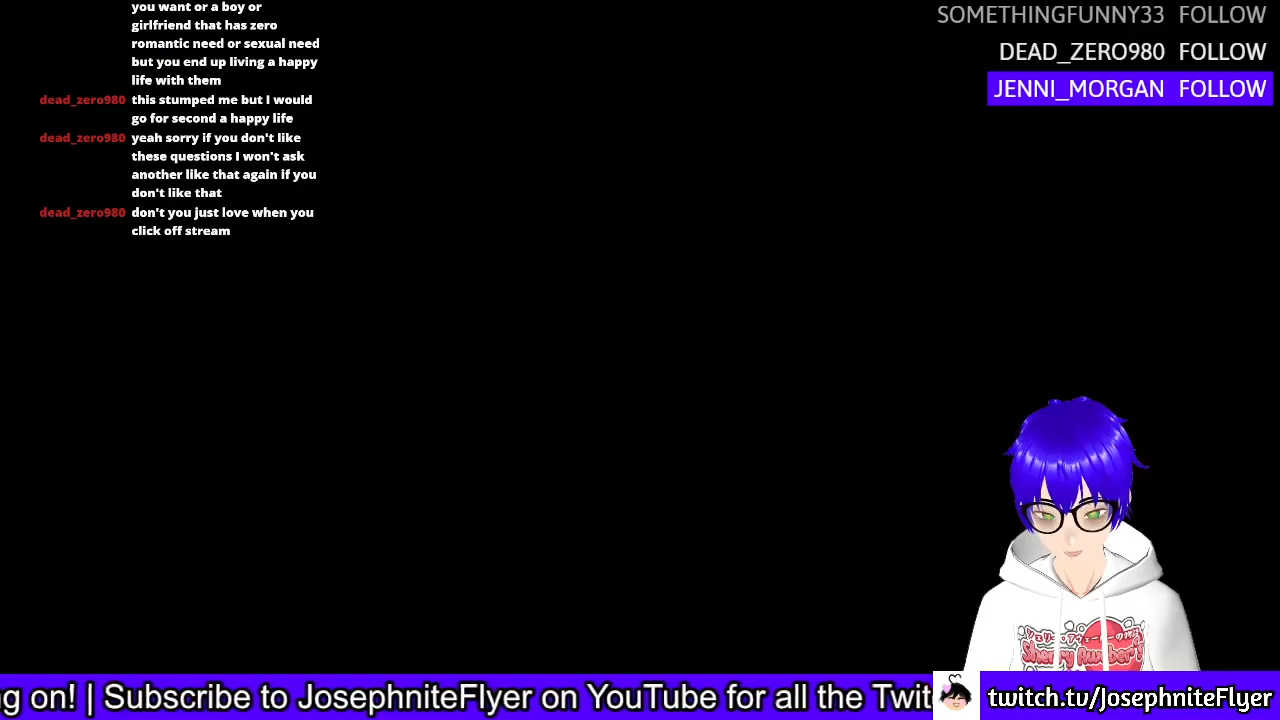 you want or a boy or
girlfriend that has zero
romantic need or sexual need
but you end up living a happy
life with them
dead_zero980 this stumped me but I would
go for second a happy life
dead_zero980 yeah sorry if you don't like
these questions I won't ask
another like that again if you
don't like that
dead_zero980 don't you just love when you
click off stream
SOMETHINGFUNNY33 FOLLOW
DEAD_ZERO980 FOLLOW
JENNI_MORGAN FOLLOW
Sherry Awber's
g on! | Subscribe to JosephniteFlyer on YouTube for all the Twit
twitch.tv/JosephniteFlyer